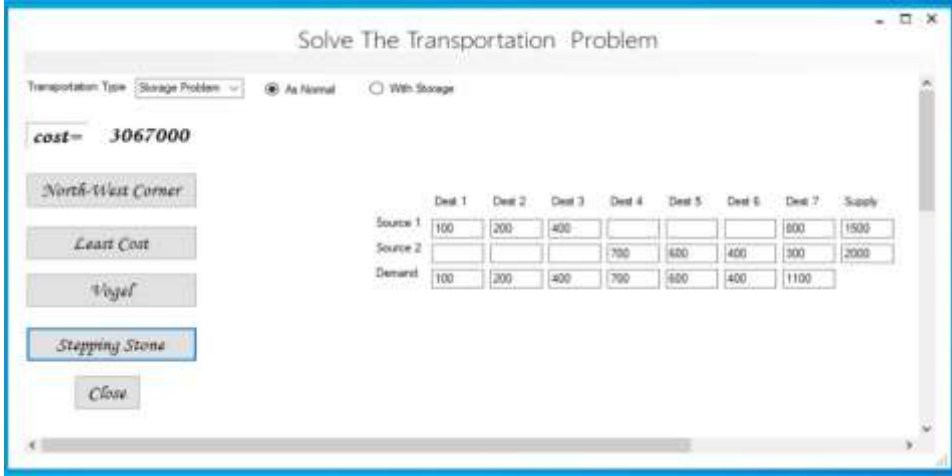 Solve The Transportation Problem
Transportation Type Storage Problem As Normal With Storage
cost= 3067000
North-West Corner
Least Cost
Vogel
Stepping Stone
Close
Dest 1 Dest 2 Dest 3 Dest 4 Dest 5 Dest 6 Dest 7 Supply
Source 1 100 200 400 800 1500
Source 2 700 600 400 300 2000
Demand 100 200 400 700 600 400 1100